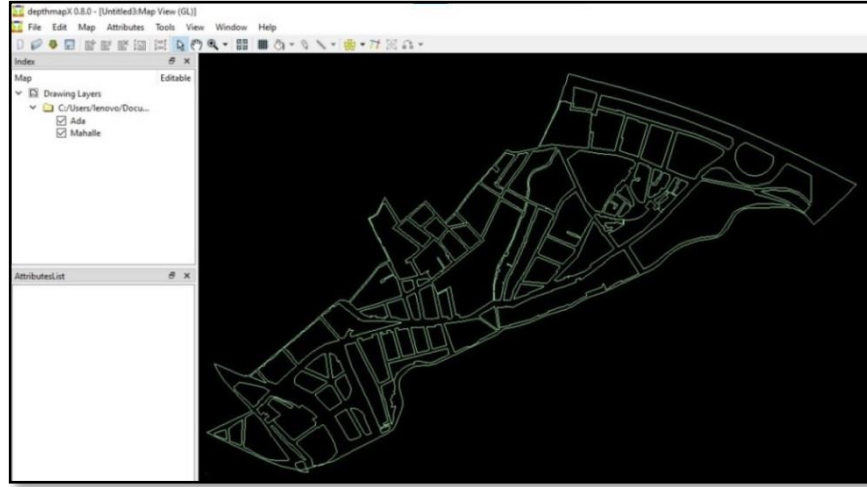 depthmapX 0.8.0 - [Untitled3:Map View (GL)]
File Edit Map Attributes Tools View Window Help
Index
Map Editable
Drawing Layers
C:/Users/lenovo/Docu...
Ada
Mahalle
AttributesList